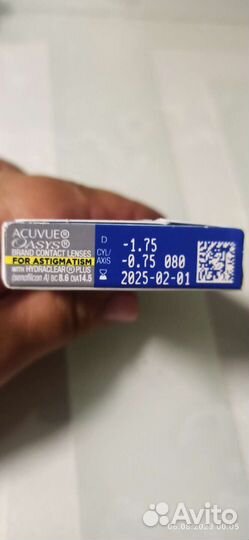 ACUVUE®
OASYS®
BRAND CONTACT LENSES
FOR ASTIGMATISM
WITH HYDRACLEAR® PLUS
(senofilcon A) BC 8.6 DIA 14.5
D -1.75
CYL/
AXIS -0.75 080
2025-02-01
Avito